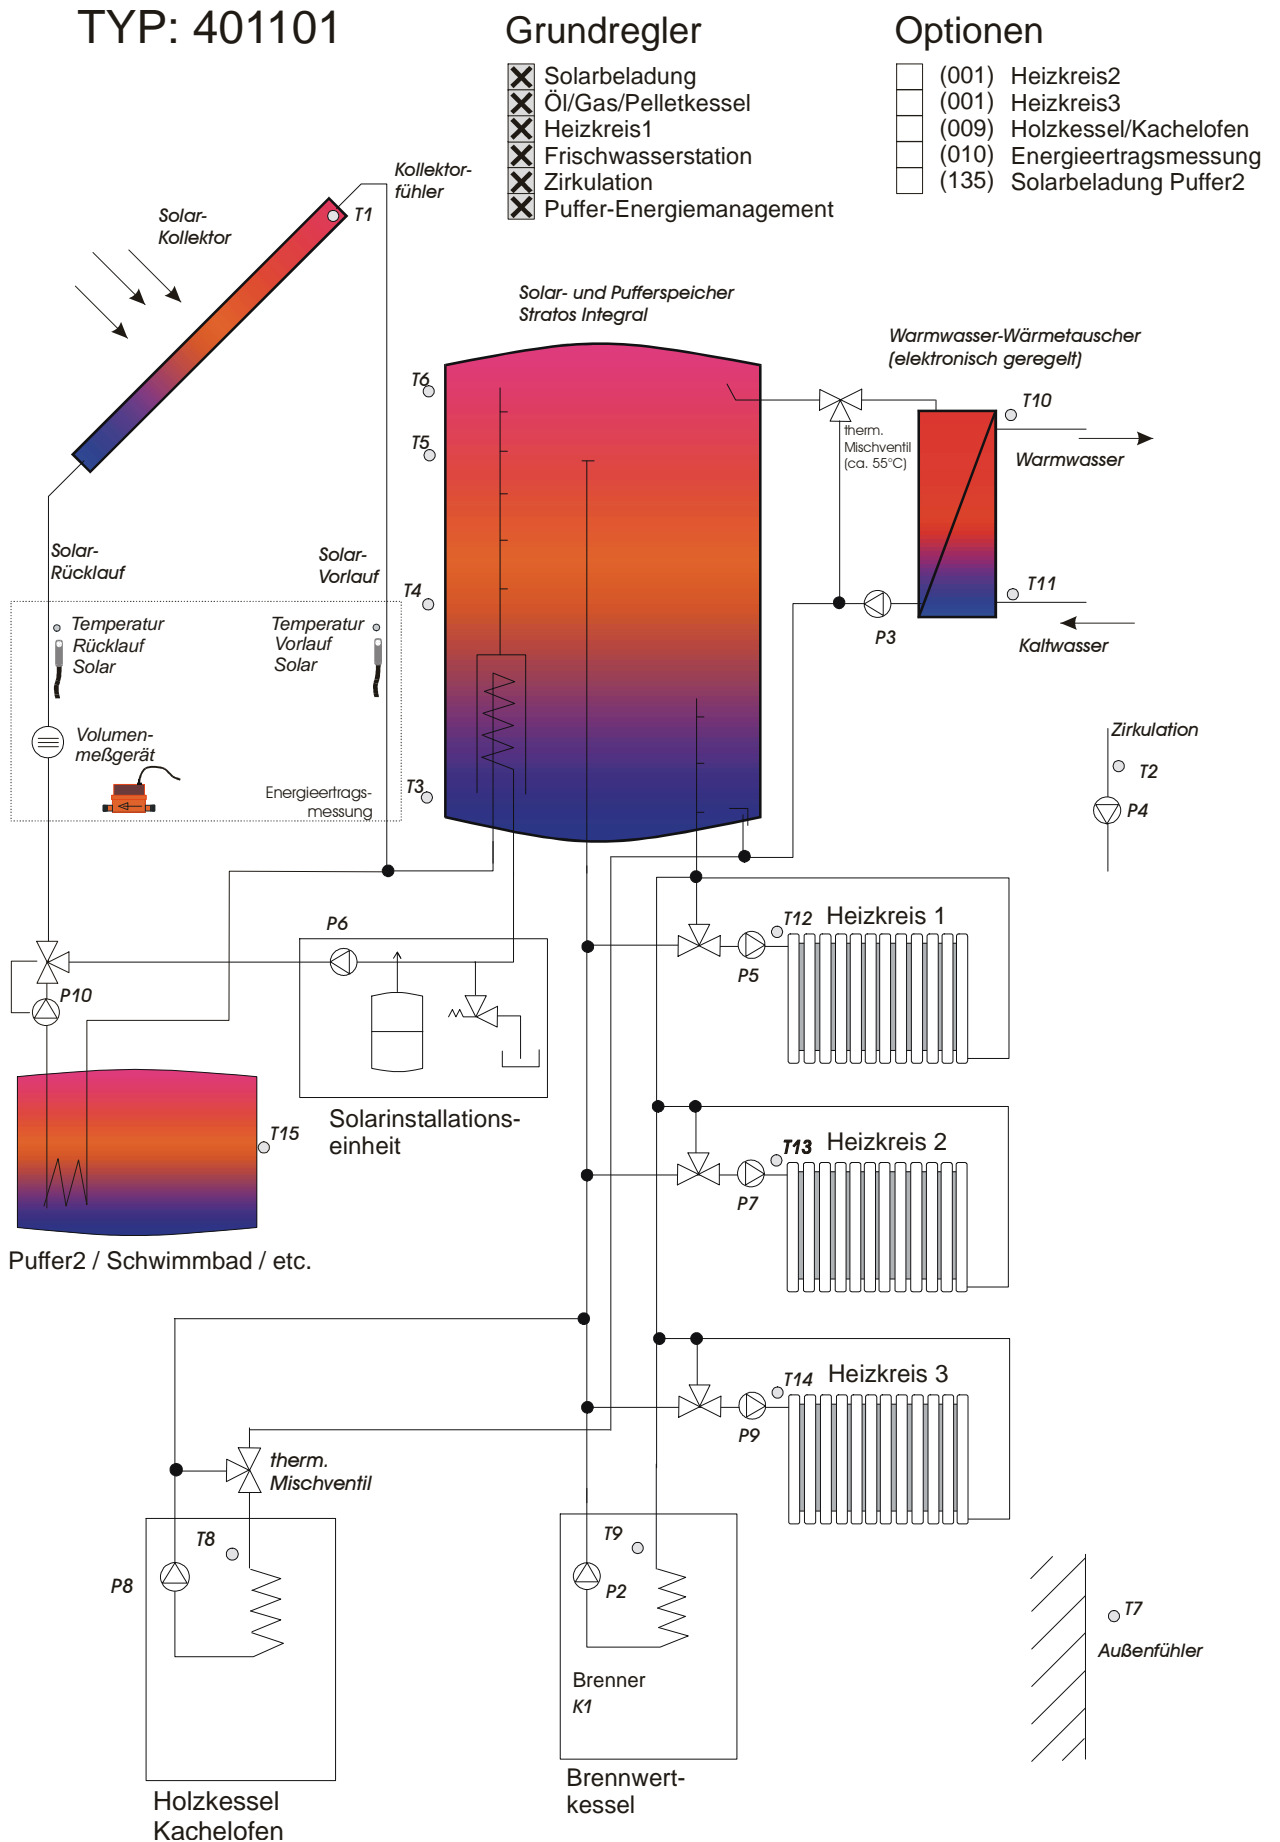 TYP: 401101
Grundregler
Solarbeladung
Öl/Gas/Pelletkessel
Heizkreis1
Frischwasserstation
Zirkulation
Puffer-Energiemanagement
Optionen
(001) Heizkreis2
(001) Heizkreis3
(009) Holzkessel/Kachelofen
(010) Energieertragsmessung
(135) Solarbeladung Puffer2
Kollektor-
fühler
T1
Solar-
Kollektor
Solar- und Pufferspeicher
Stratos Integral
Warmwasser-Wärmetauscher
(elektronisch geregelt)
T6
T5
T4
T3
therm.
Mischventil
(ca. 55°C)
T10
Warmwasser
T11
Kaltwasser
P3
Solar-
Rücklauf
Solar-
Vorlauf
Temperatur
Rücklauf
Solar
Temperatur
Vorlauf
Solar
Volumen-
meßgerät
Energieertrags-
messung
Zirkulation
T2
P4
P6
P10
Solarinstallations-
einheit
T15
Puffer2 / Schwimmbad / etc.
T12
Heizkreis 1
P5
T13
Heizkreis 2
P7
T14
Heizkreis 3
P9
therm.
Mischventil
T8
P8
T9
P2
Brenner
K1
T7
Außenfühler
Holzkessel
Kachelofen
Brennwert-
kessel